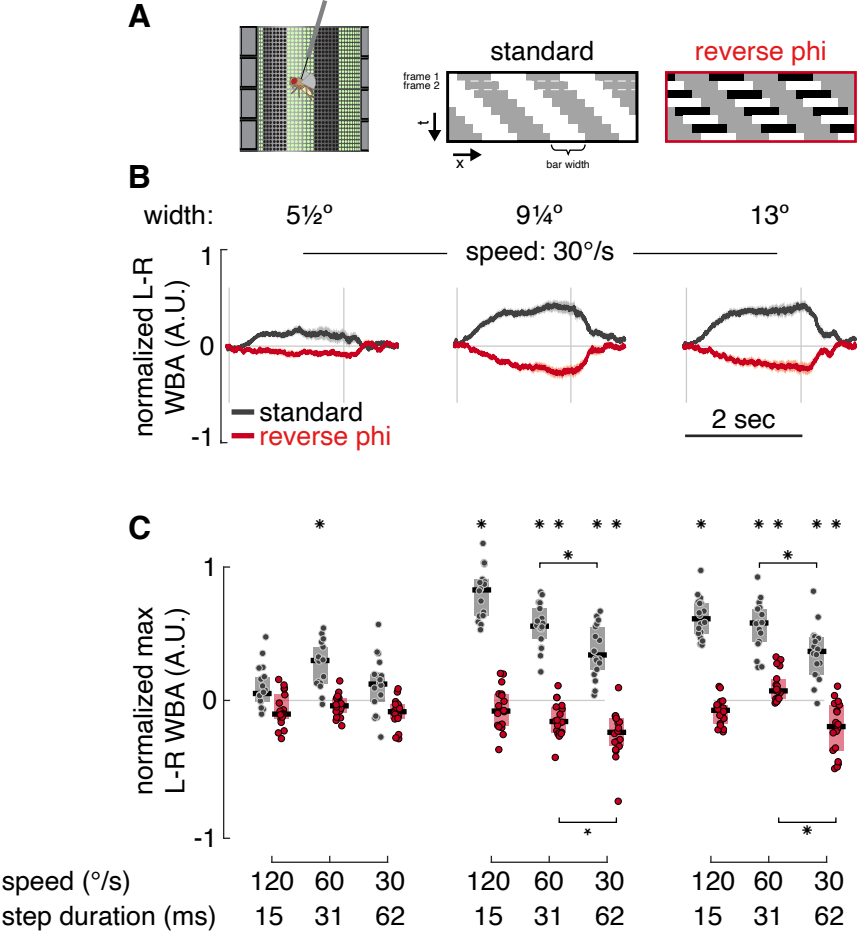 A
standard
reverse phi
frame 1
frame 2
t
x
bar width
B
width: 5½º 9¼º 13º
speed: 30°/s
normalized L-R
WBA (A.U.)
1
0
-1
standard
reverse phi
2 sec
C
* * * * * * * * * * *
* *
normalized max
L-R WBA (A.U.)
1
0
-1
* *
speed (°/s) 120 60 30 120 60 30 120 60 30
step duration (ms) 15 31 62 15 31 62 15 31 62